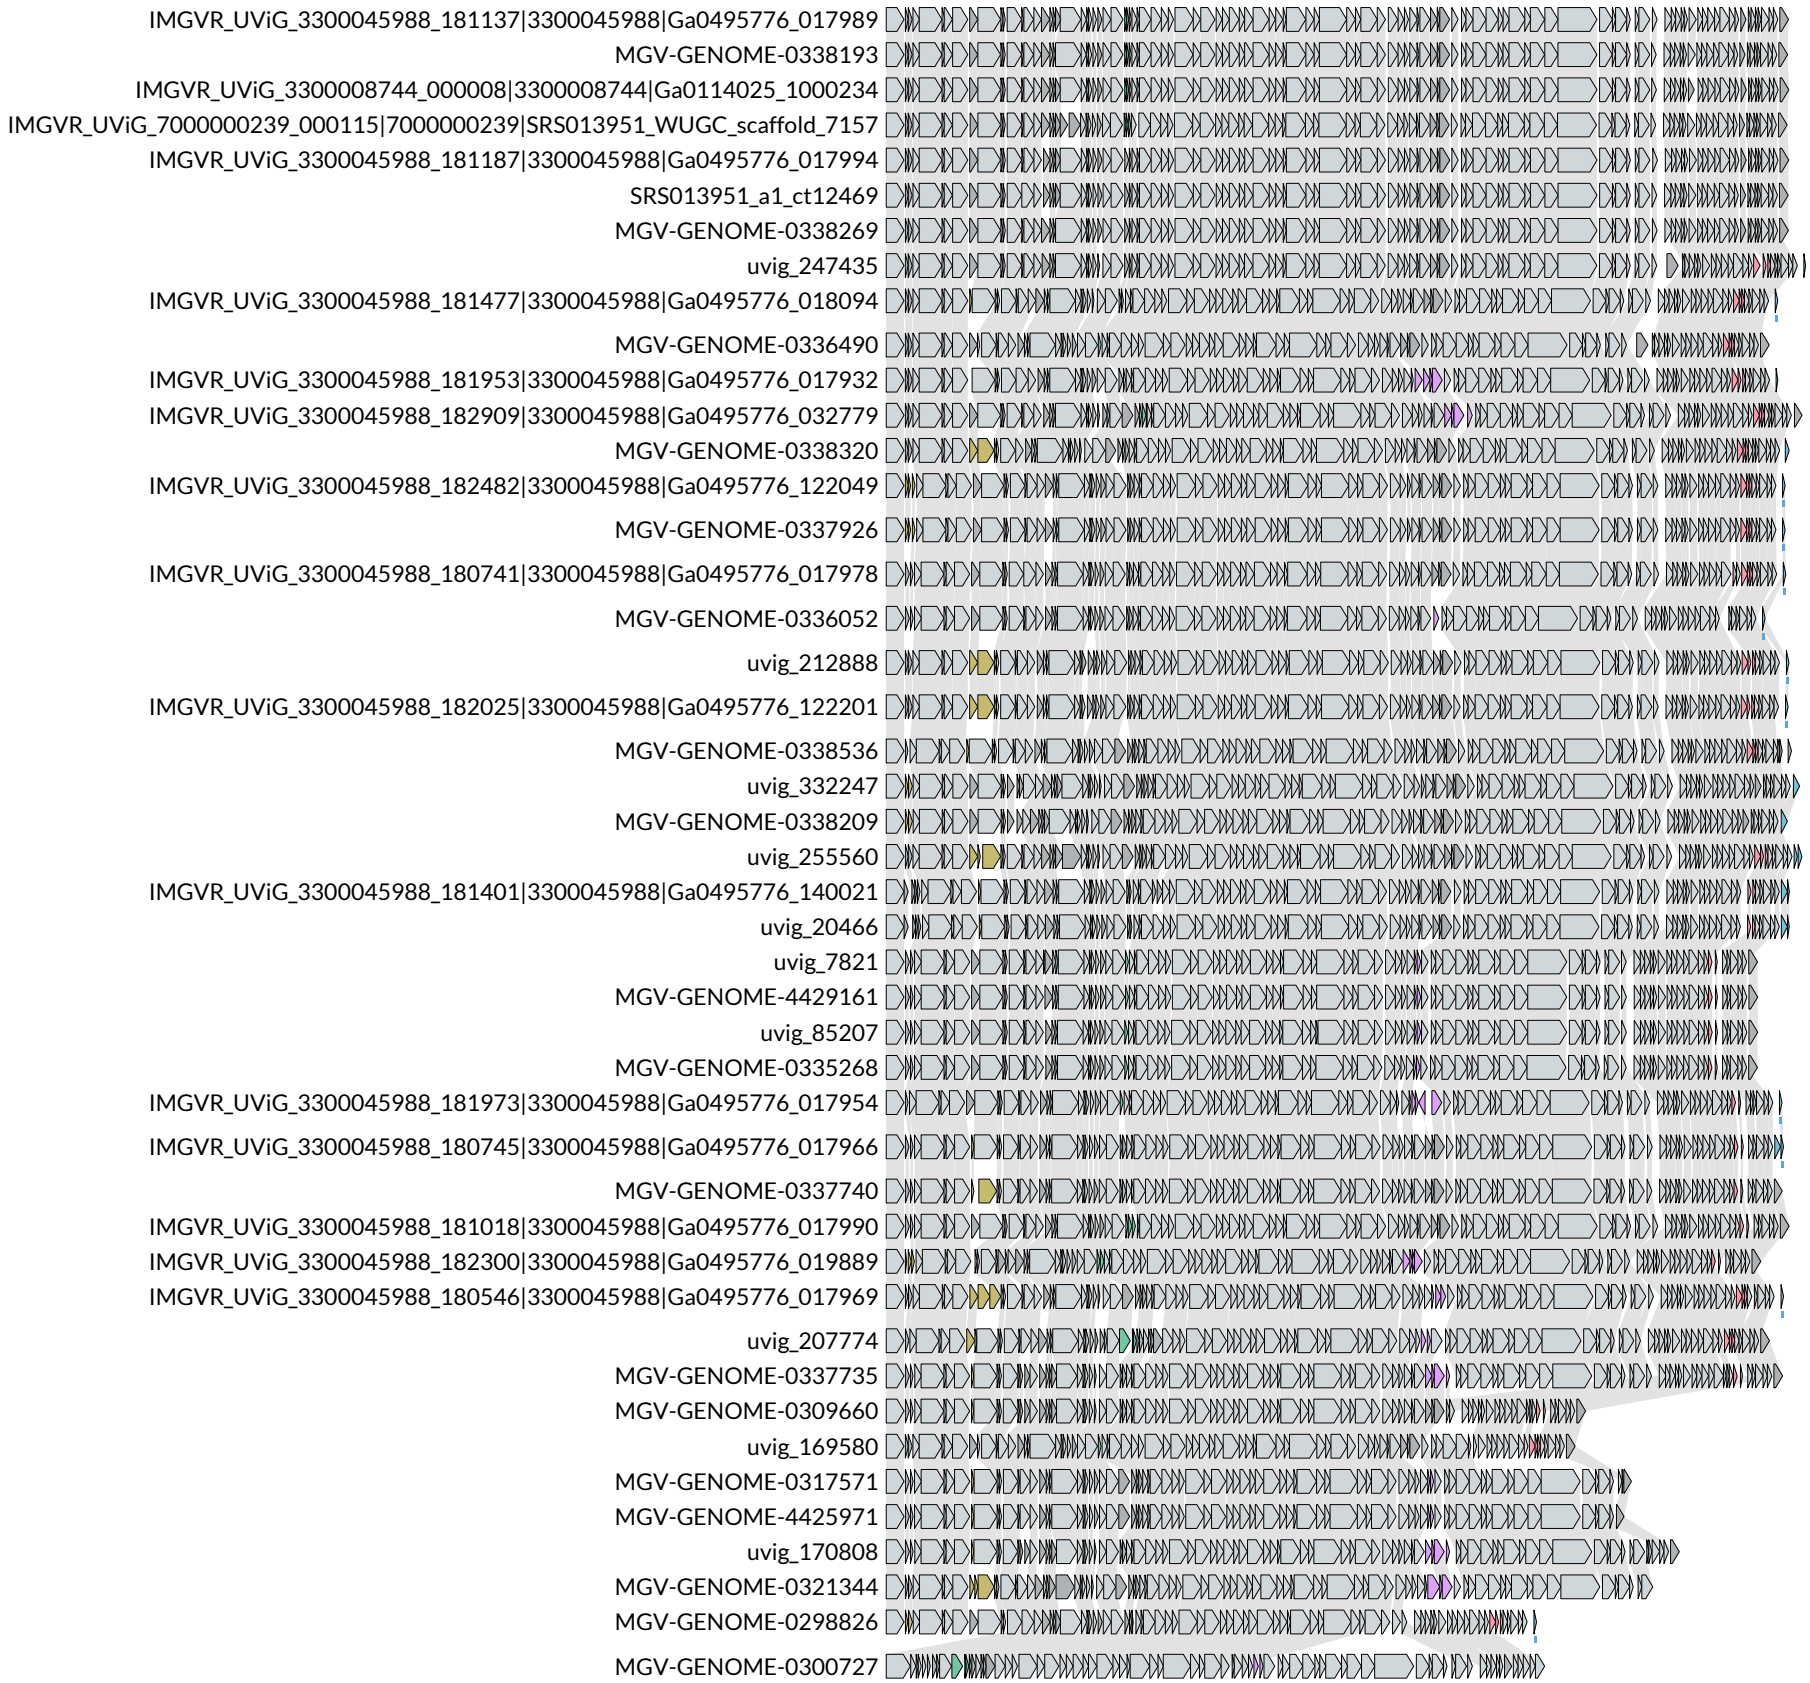 IMGVR_UViG_3300045988_181137|3300045988|Ga0495776_017989
MGV-GENOME-0338193
IMGVR_UViG_3300008744_000008|3300008744|Ga0114025_1000234
IMGVR_UViG_7000000239_000115|7000000239|SRS013951_WUGC_scaffold_7157
IMGVR_UViG_3300045988_181187|3300045988|Ga0495776_017994
SRS013951_a1_ct12469
MGV-GENOME-0338269
uvig_247435
IMGVR_UViG_3300045988_181477|3300045988|Ga0495776_018094
MGV-GENOME-0336490
IMGVR_UViG_3300045988_181953|3300045988|Ga0495776_017932
IMGVR_UViG_3300045988_182909|3300045988|Ga0495776_032779
MGV-GENOME-0338320
IMGVR_UViG_3300045988_182482|3300045988|Ga0495776_122049
MGV-GENOME-0337926
IMGVR_UViG_3300045988_180741|3300045988|Ga0495776_017978
MGV-GENOME-0336052
uvig_212888
IMGVR_UViG_3300045988_182025|3300045988|Ga0495776_122201
MGV-GENOME-0338536
uvig_332247
MGV-GENOME-0338209
uvig_255560
IMGVR_UViG_3300045988_181401|3300045988|Ga0495776_140021
uvig_20466
uvig_7821
MGV-GENOME-4429161
uvig_85207
MGV-GENOME-0335268
IMGVR_UViG_3300045988_181973|3300045988|Ga0495776_017954
IMGVR_UViG_3300045988_180745|3300045988|Ga0495776_017966
MGV-GENOME-0337740
IMGVR_UViG_3300045988_181018|3300045988|Ga0495776_017990
IMGVR_UViG_3300045988_182300|3300045988|Ga0495776_019889
IMGVR_UViG_3300045988_180546|3300045988|Ga0495776_017969
uvig_207774
MGV-GENOME-0337735
MGV-GENOME-0309660
uvig_169580
MGV-GENOME-0317571
MGV-GENOME-4425971
uvig_170808
MGV-GENOME-0321344
MGV-GENOME-0298826
MGV-GENOME-0300727